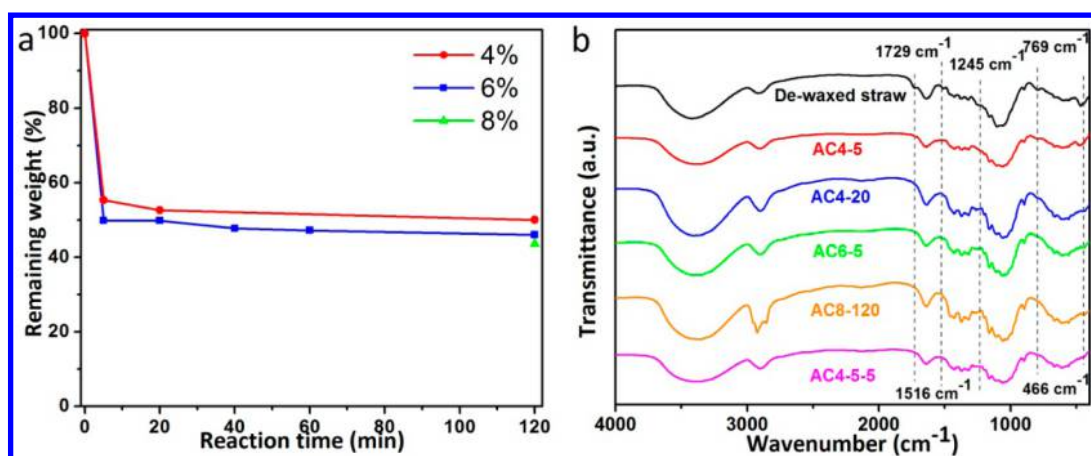 a
4%
6%
8%
100
80
60
40
20
0
Remaining weight (%)
0 20 40 60 80 100 120
Reaction time (min)
b
1729 cm⁻¹
769 cm⁻¹
1245 cm⁻¹
De-waxed straw
AC4-5
AC4-20
AC6-5
AC8-120
AC4-5-5
1516 cm⁻¹
466 cm⁻¹
Transmittance (a.u.)
4000 3000 2000 1000
Wavenumber (cm⁻¹)